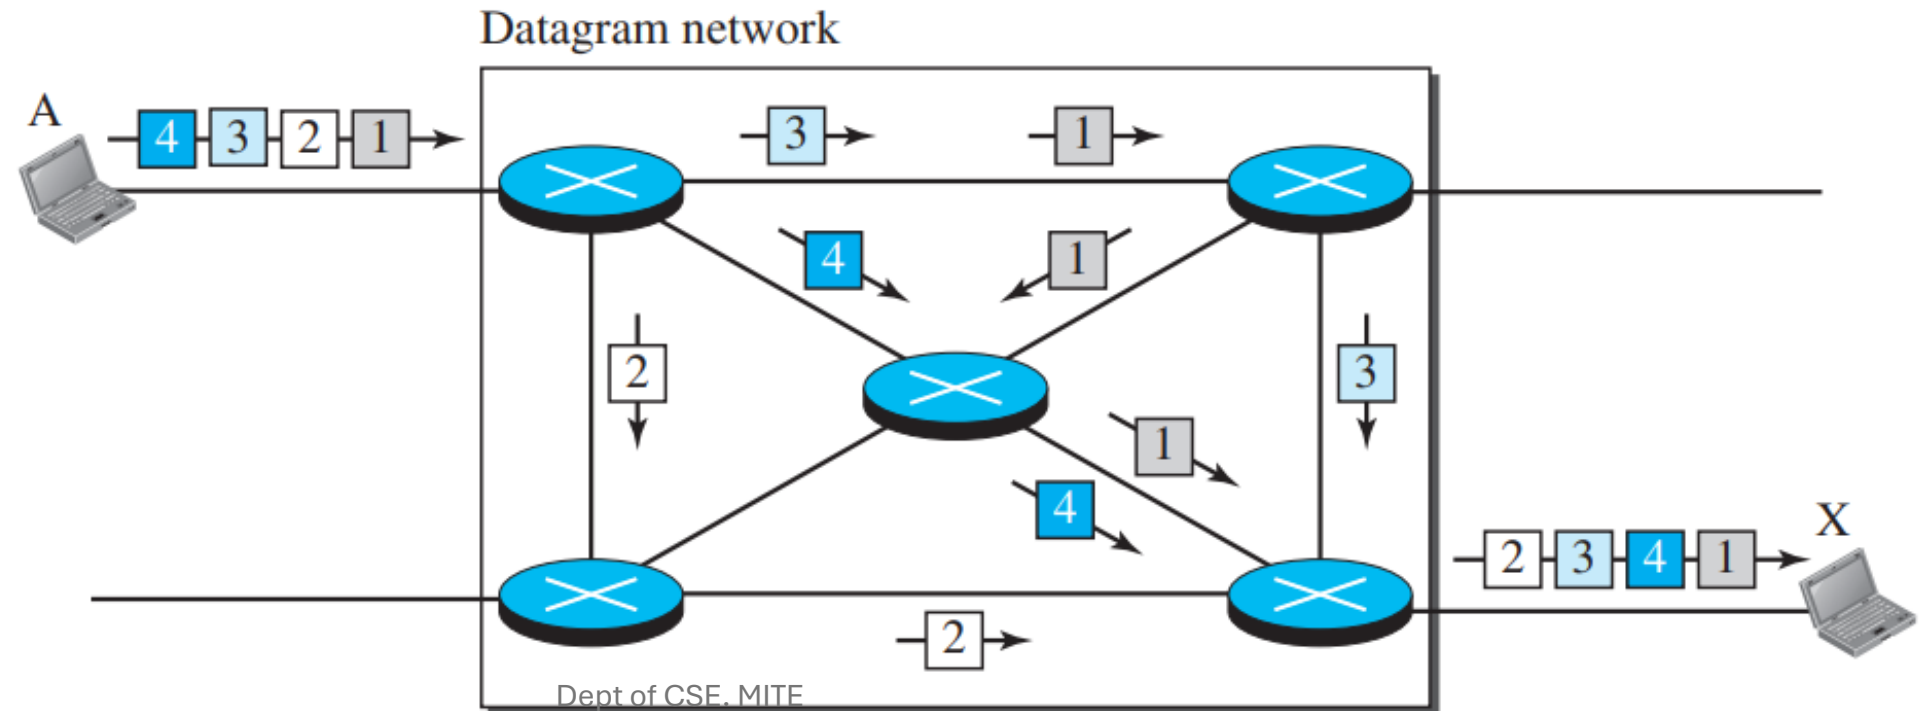 Datagram network
A
4 3 2 1
3 1
4 1
2 3
1
4
X
2 3 4 1
2
Dept of CSE. MITE